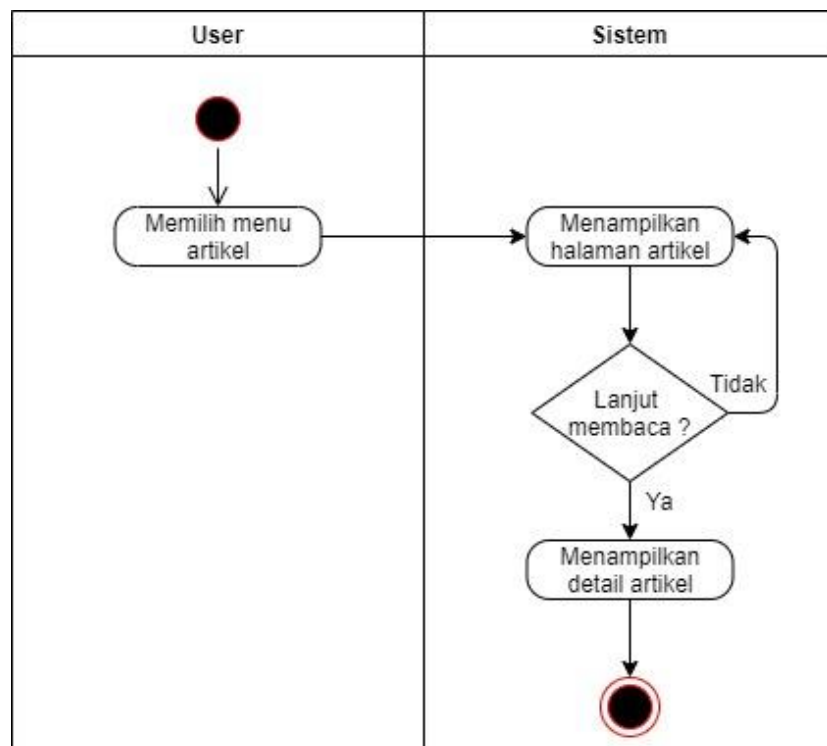 User
Sistem
Memilih menu
artikel
Menampilkan
halaman artikel
Lanjut
membaca ?
Tidak
Ya
Menampilkan
detail artikel